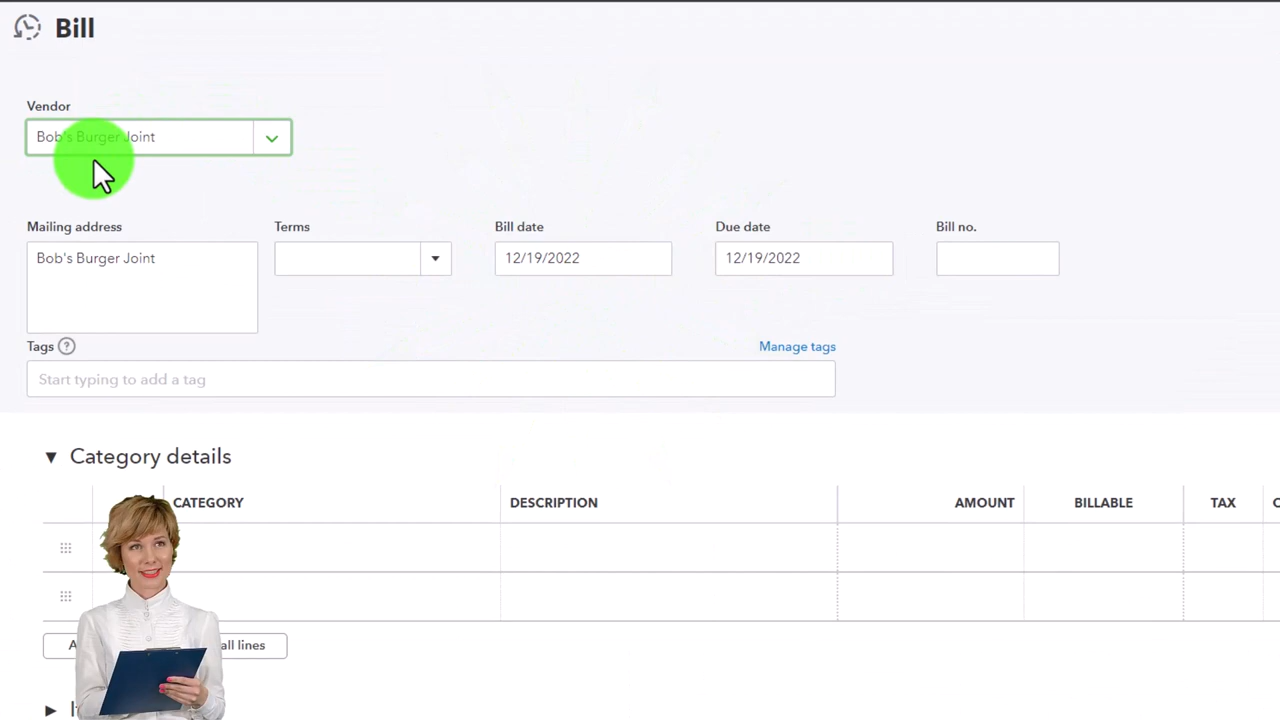 Bill
Vendor
Bob's Burger Joint
Mailing address Terms Bill date Due date Bill no.
Bob's Burger Joint 12/19/2022 12/19/2022
Tags ? Manage tags
Start typing to add a tag
Category details
CATEGORY DESCRIPTION AMOUNT BILLABLE TAX
all lines